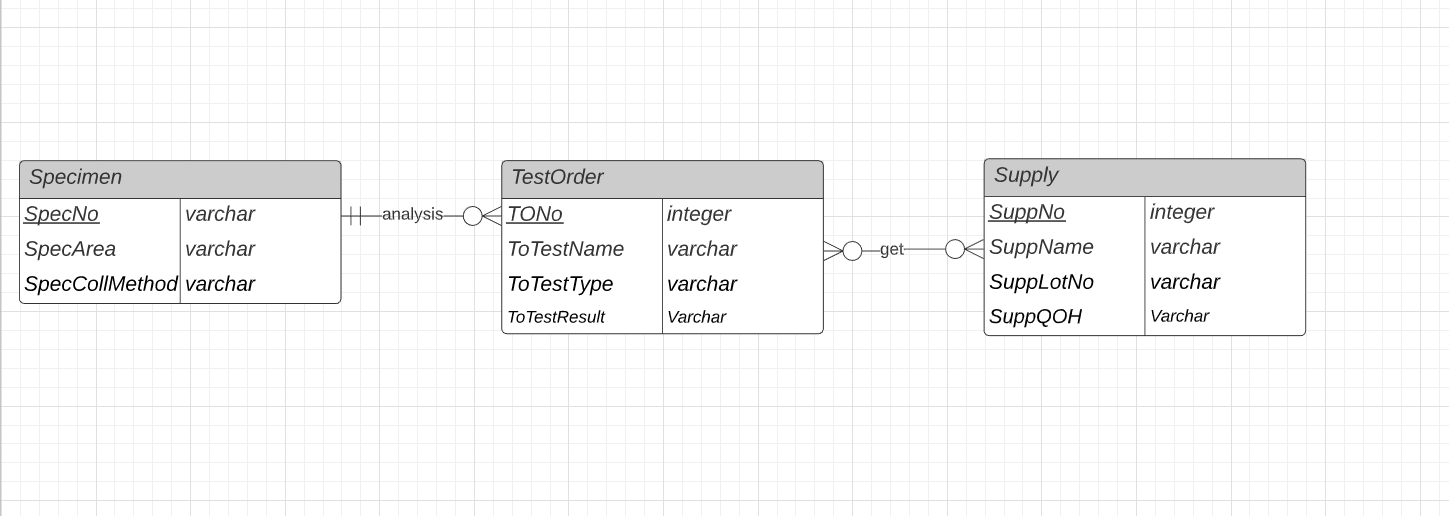 Specimen
SpecNo varchar
SpecArea varchar
SpecCollMethod varchar
analysis
TestOrder
TONo integer
ToTestName varchar
ToTestType varchar
ToTestResult Varchar
get
Supply
SuppNo integer
SuppName varchar
SuppLotNo varchar
SuppQOH Varchar